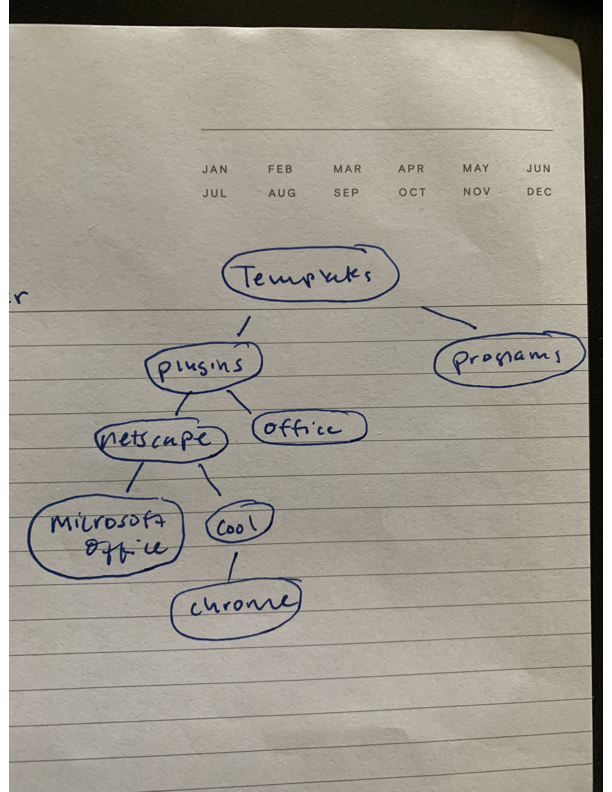 JAN FEB MAR APR MAY JUN
JUL AUG SEP OCT NOV DEC
Templates
r
plugins
programs
netscape
office
Microsoft
office
cool
chrome